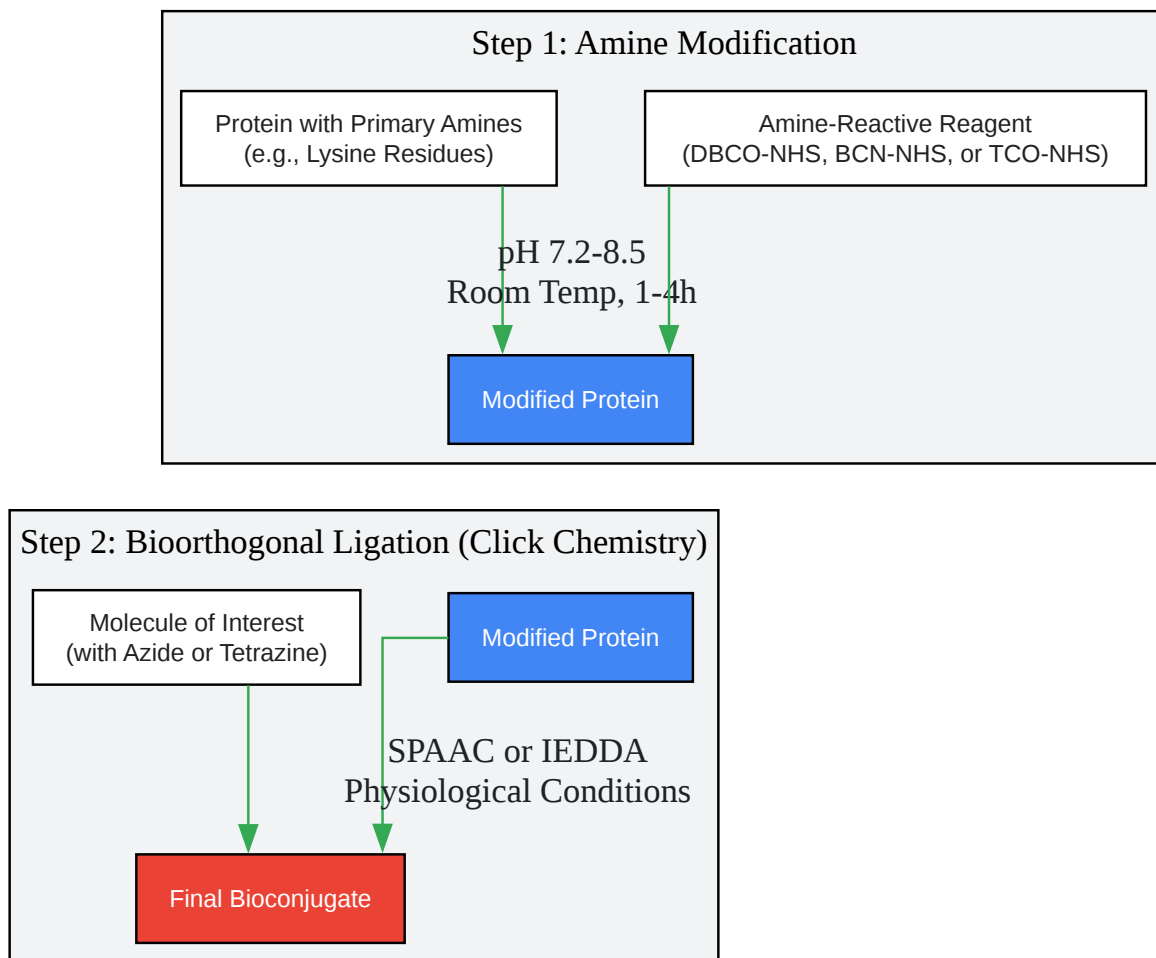 Step 1: Amine Modification
Protein with Primary Amines
(e.g., Lysine Residues)
Amine-Reactive Reagent
(DBCO-NHS, BCN-NHS, or TCO-NHS)
pH 7.2-8.5
Room Temp, 1-4h
Modified Protein
Step 2: Bioorthogonal Ligation (Click Chemistry)
Molecule of Interest
(with Azide or Tetrazine)
Modified Protein
SPAAC or IEDDA
Physiological Conditions
Final Bioconjugate